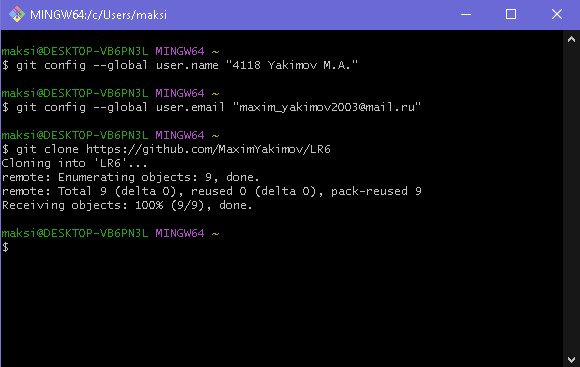 MINGW64:/c/Users/maksi
maksi@DESKTOP-VB6PN3L MINGW64 ~
$ git config --global user.name "4118 Yakimov M.A."
maksi@DESKTOP-VB6PN3L MINGW64 ~
$ git config --global user.email "maxim_yakimov2003@mail.ru"
maksi@DESKTOP-VB6PN3L MINGW64 ~
$ git clone https://github.com/MaximYakimov/LR6
Cloning into 'LR6'...
remote: Enumerating objects: 9, done.
remote: Total 9 (delta 0), reused 0 (delta 0), pack-reused 9
Receiving objects: 100% (9/9), done.
maksi@DESKTOP-VB6PN3L MINGW64 ~
$